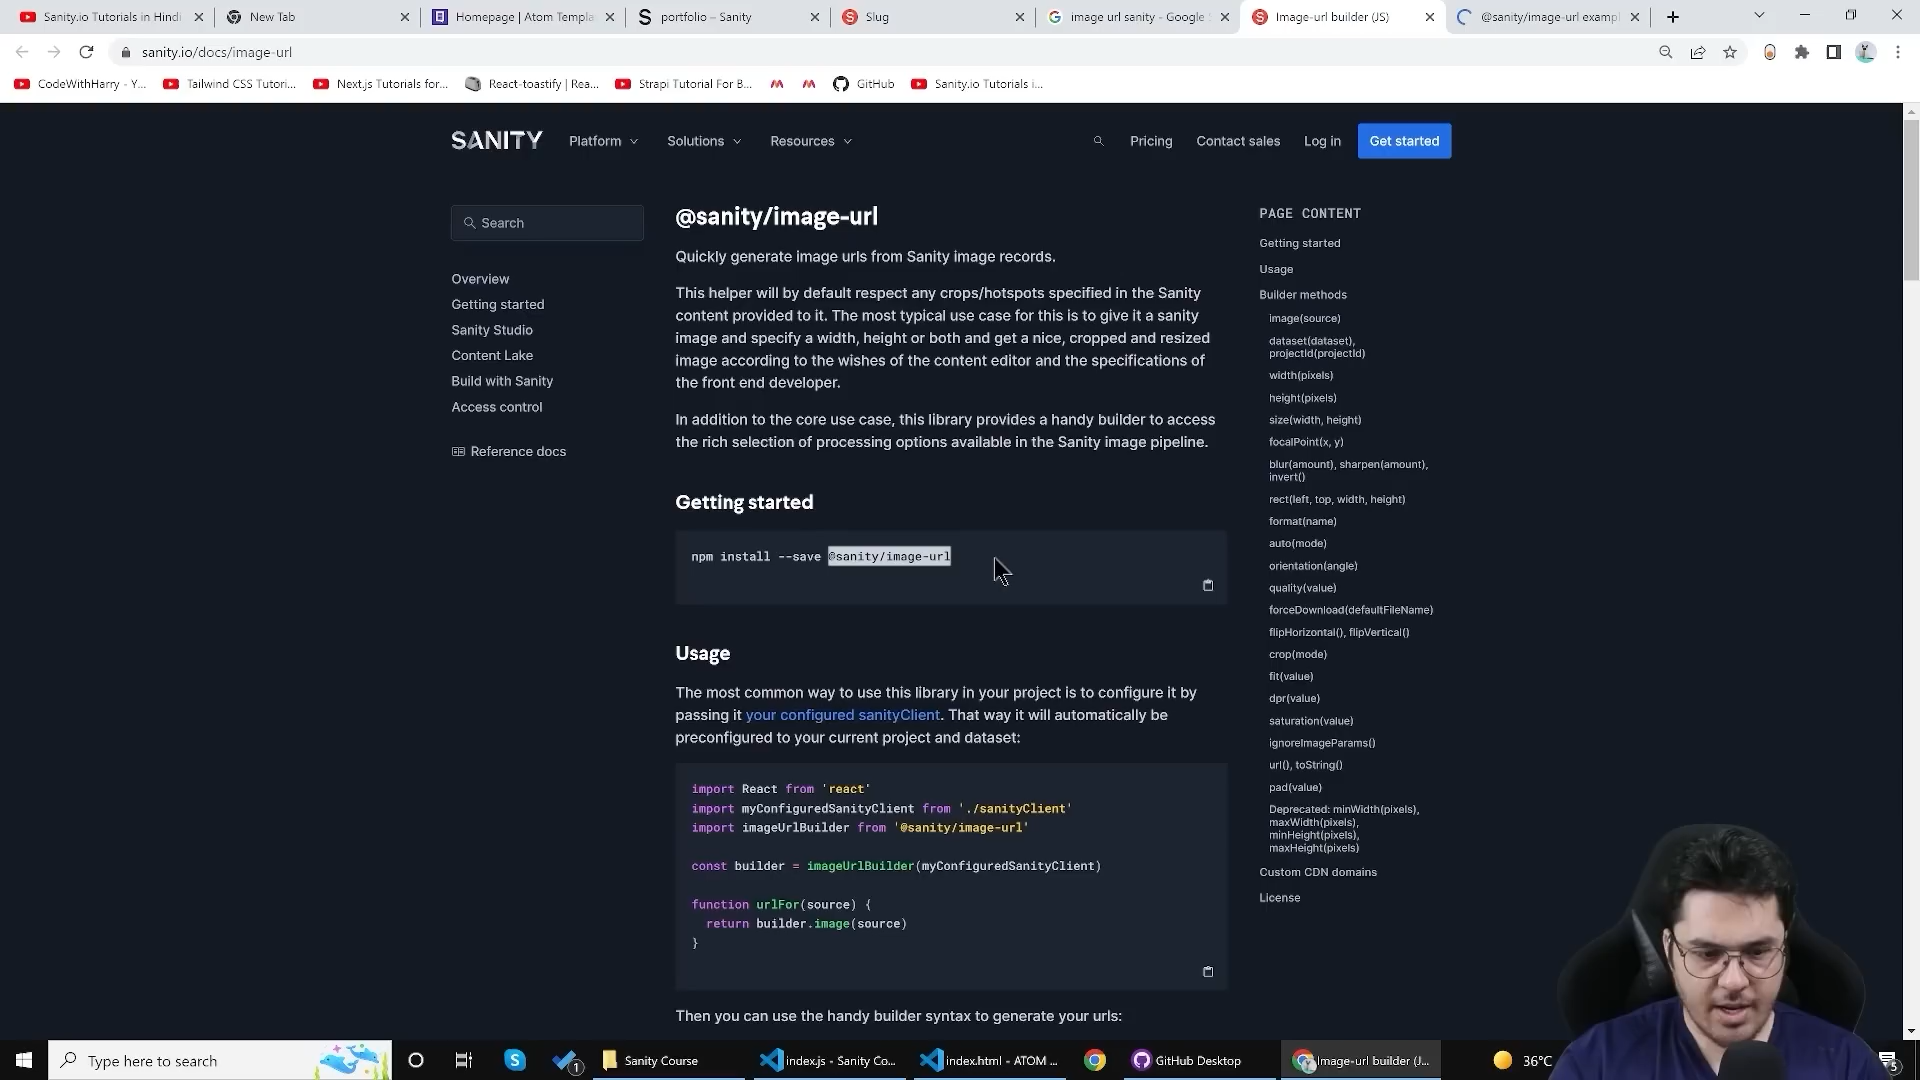 Sanity.io Tutorials in Hindi
New Tab
Homepage | Atom Templa
portfolio – Sanity
Slug
image url sanity - Google S
Image-url builder (JS)
@sanity/image-url exampl
sanity.io/docs/image-url
CodeWithHarry - Y...
Tailwind CSS Tutori...
Next.js Tutorials for...
React-toastify | Rea...
Strapi Tutorial For B...
GitHub
Sanity.io Tutorials i...
SANITY
Platform
Solutions
Resources
Pricing
Contact sales
Log in
Get started
Search
Overview
Getting started
Sanity Studio
Content Lake
Build with Sanity
Access control
Reference docs
@sanity/image-url
Quickly generate image urls from Sanity image records.
This helper will by default respect any crops/hotspots specified in the Sanity
content provided to it. The most typical use case for this is to give it a sanity
image and specify a width, height or both and get a nice, cropped and resized
image according to the wishes of the content editor and the specifications of
the front end developer.
In addition to the core use case, this library provides a handy builder to access
the rich selection of processing options available in the Sanity image pipeline.
Getting started
npm install --save @sanity/image-url
Usage
The most common way to use this library in your project is to configure it by
passing it your configured sanityClient. That way it will automatically be
preconfigured to your current project and dataset:
import React from 'react'
import myConfiguredSanityClient from './sanityClient'
import imageUrlBuilder from '@sanity/image-url'
const builder = imageUrlBuilder(myConfiguredSanityClient)
function urlFor(source) {
return builder.image(source)
}
Then you can use the handy builder syntax to generate your urls:
PAGE CONTENT
Getting started
Usage
Builder methods
image(source)
dataset(dataset),
projectId(projectId)
width(pixels)
height(pixels)
size(width, height)
focalPoint(x, y)
blur(amount), sharpen(amount),
invert()
rect(left, top, width, height)
format(name)
auto(mode)
orientation(angle)
quality(value)
forceDownload(defaultFileName)
flipHorizontal(), flipVertical()
crop(mode)
fit(value)
dpr(value)
saturation(value)
ignoreImageParams()
url(), toString()
pad(value)
Deprecated: minWidth(pixels),
maxWidth(pixels),
minHeight(pixels),
maxHeight(pixels)
Custom CDN domains
License
Type here to search
1
Sanity Course
index.js - Sanity Co...
index.html - ATOM ...
GitHub Desktop
Image-url builder (J...
36°C
5